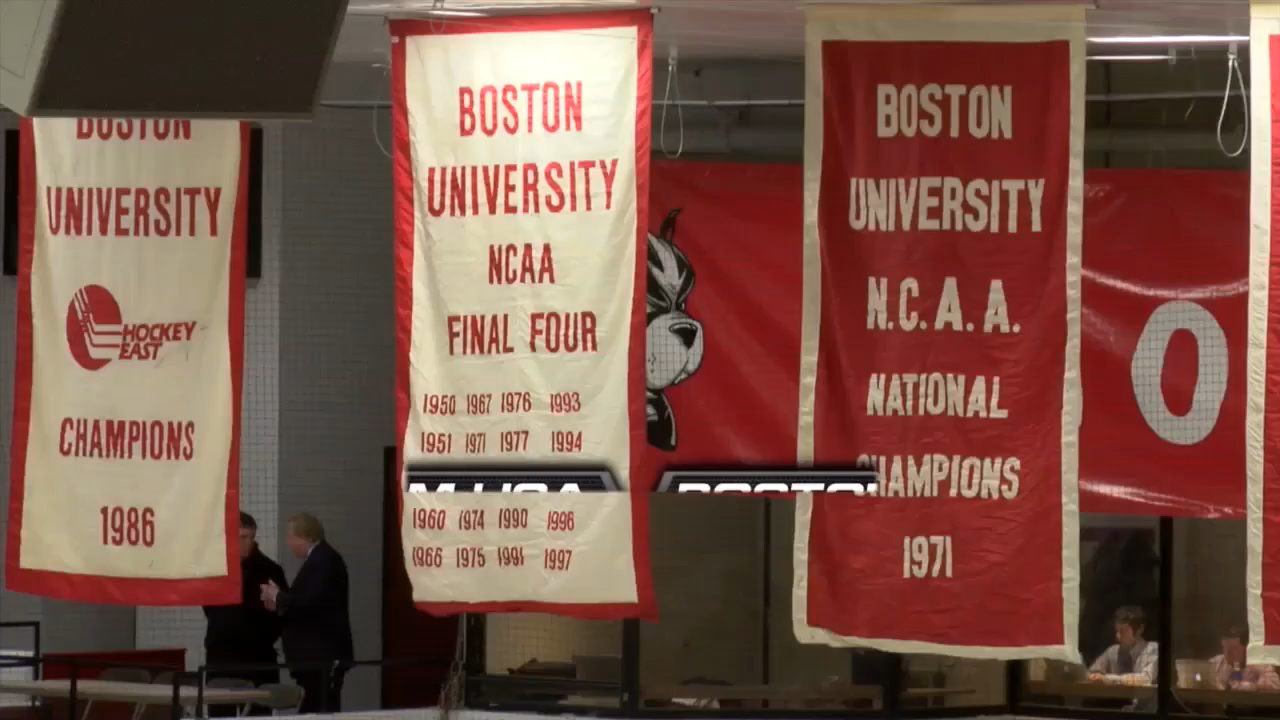 BOSTON
UNIVERSITY
HOCKEY
EAST
CHAMPIONS
1986
BOSTON
UNIVERSITY
NCAA
FINAL FOUR
1950 1967 1976 1993
1951 1971 1977 1994
1960 1974 1990 1996
1966 1975 1991 1997
BOSTON
UNIVERSITY
N.C.A.A.
NATIONAL
CHAMPIONS
1971
O